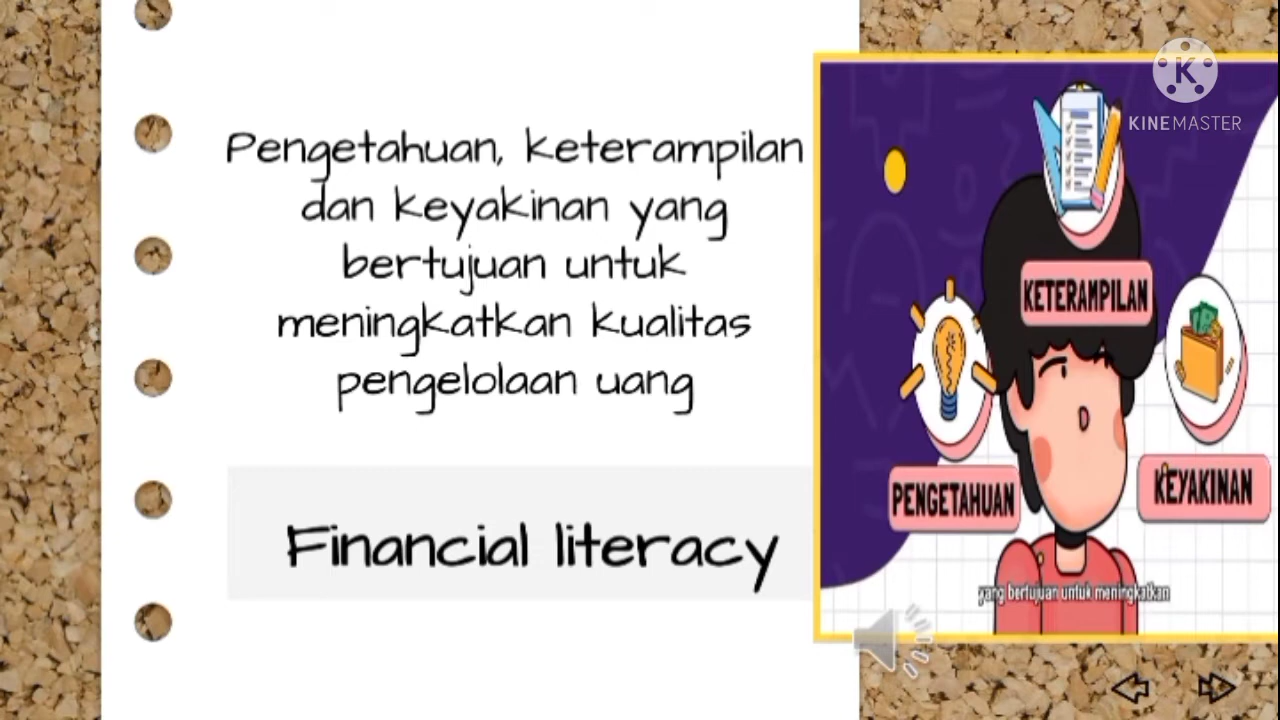 Pengetahuan, keterampilan
dan keyakinan yang
bertujuan untuk
meningkatkan kualitas
pengelolaan uang
Financial literacy
K
KINEMASTER
KETERAMPILAN
PENGETAHUAN
KEYAKINAN
yang bertujuan untuk meningkatkan